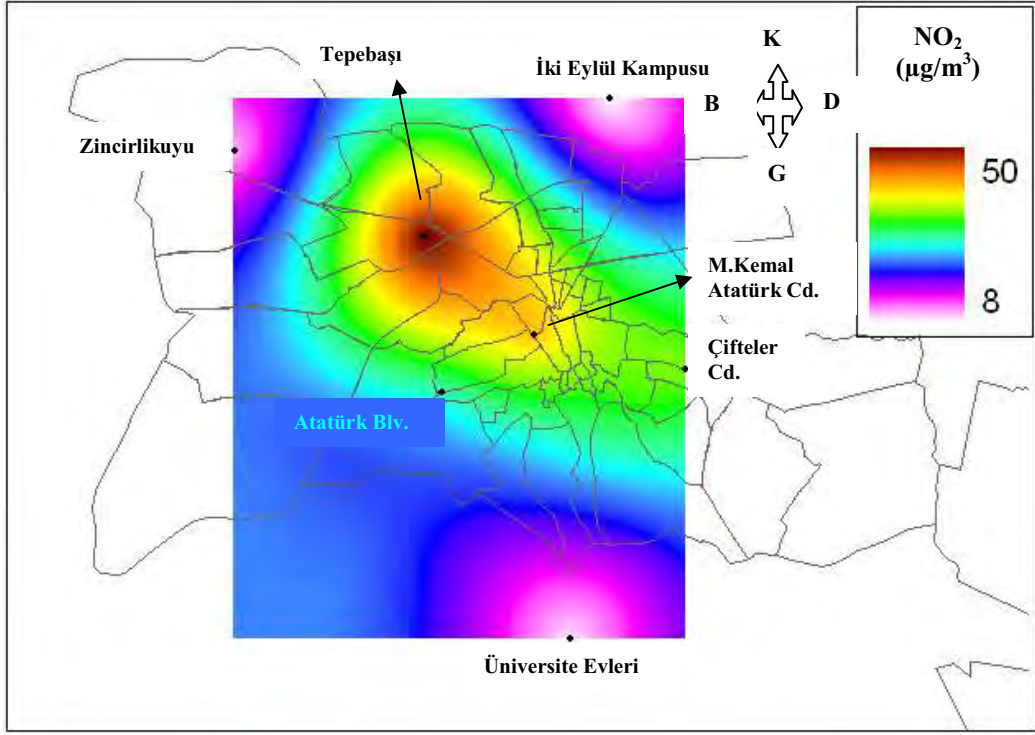 Tepebaşı
İki Eylül Kampusu
K
B
D
G
NO₂
(µg/m³)
50
8
Zincirlikuyu
M.Kemal
Atatürk Cd.
Çifteler
Cd.
Atatürk Blv.
Üniversite Evleri